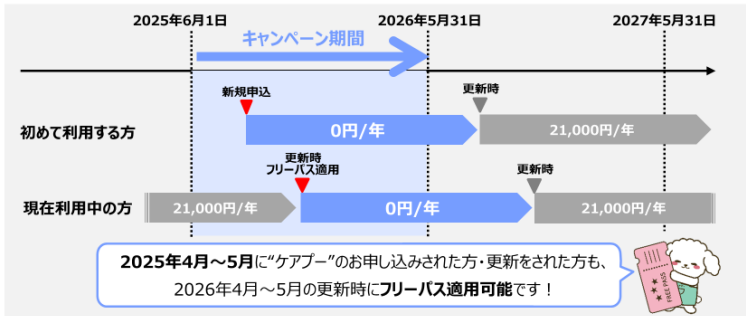 2025年6月1日 2026年5月31日 2027年5月31日
キャンペーン期間
新規申込 更新時
初めて利用する方 0円/年 21,000円/年
更新時
フリーパス適用 更新時
現在利用中の方 21,000円/年 0円/年 21,000円/年
2025年4月～5月に“ケアプー”のお申し込みされた方・更新をされた方も、
2026年4月～5月の更新時にフリーパス適用可能です！
FREE PASS